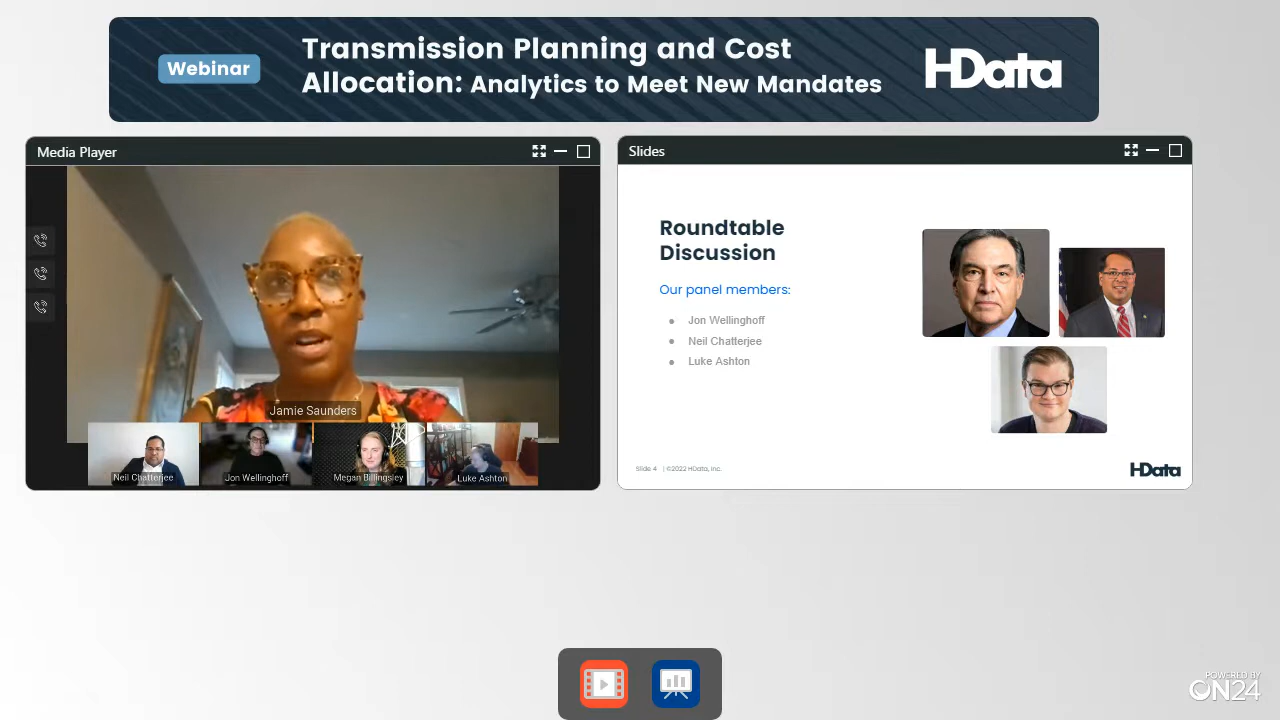 Webinar
Transmission Planning and Cost
Allocation: Analytics to Meet New Mandates
HData
Media Player
Jamie Saunders
Neil Chatterjee
Jon Wellinghoff
Megan Billingsley
Luke Ashton
Slides
Roundtable
Discussion
Our panel members:
● Jon Wellinghoff
● Neil Chatterjee
● Luke Ashton
Slide 4 | ©2022 HData, Inc.
HData
POWERED BY
ON24